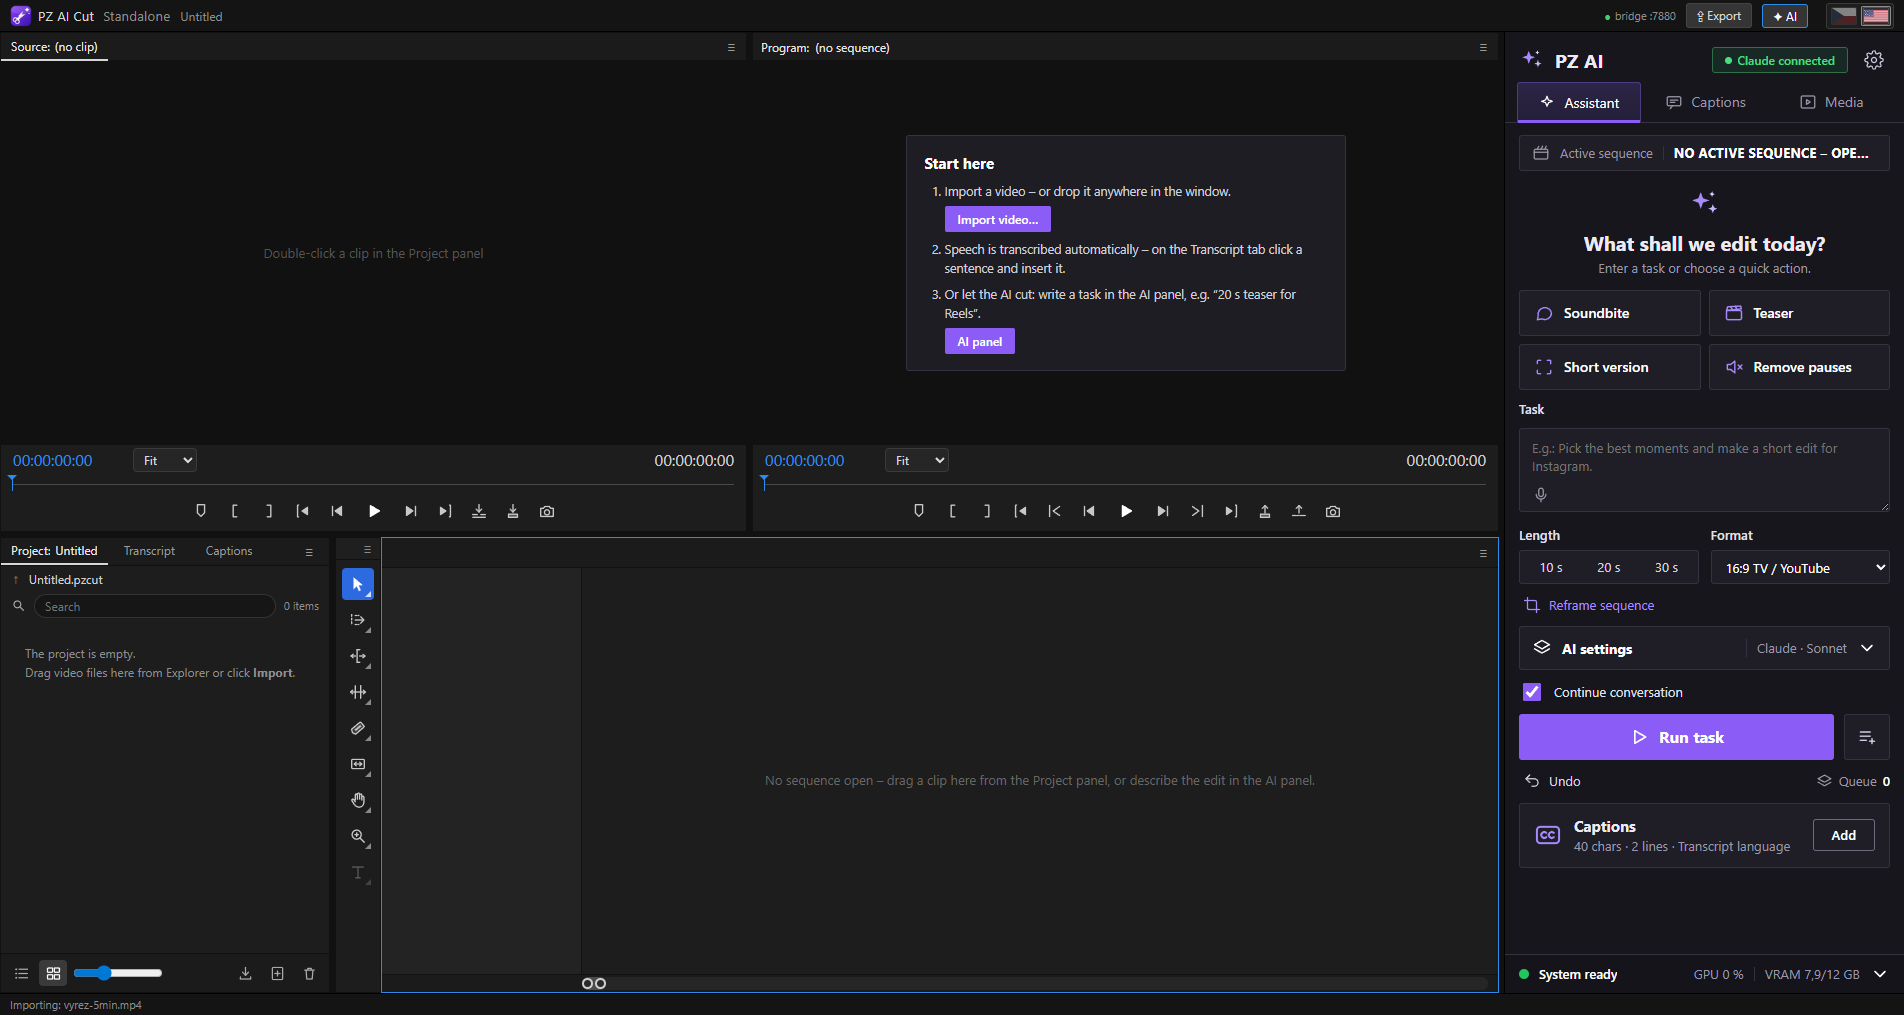 PZ AI Cut Standalone Untitled
bridge :7880
Export
AI
Source: (no clip)
Program: (no sequence)
Double-click a clip in the Project panel
Start here
1. Import a video – or drop it anywhere in the window.
Import video...
2. Speech is transcribed automatically – on the Transcript tab click a
sentence and insert it.
3. Or let the AI cut: write a task in the AI panel, e.g. “20 s teaser for
Reels”.
AI panel
00:00:00:00
Fit
00:00:00:00
00:00:00:00
Fit
00:00:00:00
Project: Untitled
Transcript
Captions
Untitled.pzcut
Search
0 items
The project is empty.
Drag video files here from Explorer or click Import.
No sequence open – drag a clip here from the Project panel, or describe the edit in the AI panel.
Importing: vyrez-5min.mp4
PZ AI
Claude connected
Assistant
Captions
Media
Active sequence
NO ACTIVE SEQUENCE – OPE...
What shall we edit today?
Enter a task or choose a quick action.
Soundbite
Teaser
Short version
Remove pauses
Task
E.g.: Pick the best moments and make a short edit for
Instagram.
Length
Format
10 s
20 s
30 s
16:9 TV / YouTube
Reframe sequence
AI settings
Claude · Sonnet
Continue conversation
Run task
Undo
Queue 0
CC
Captions
40 chars · 2 lines · Transcript language
Add
System ready
GPU 0 %
VRAM 7,9/12 GB